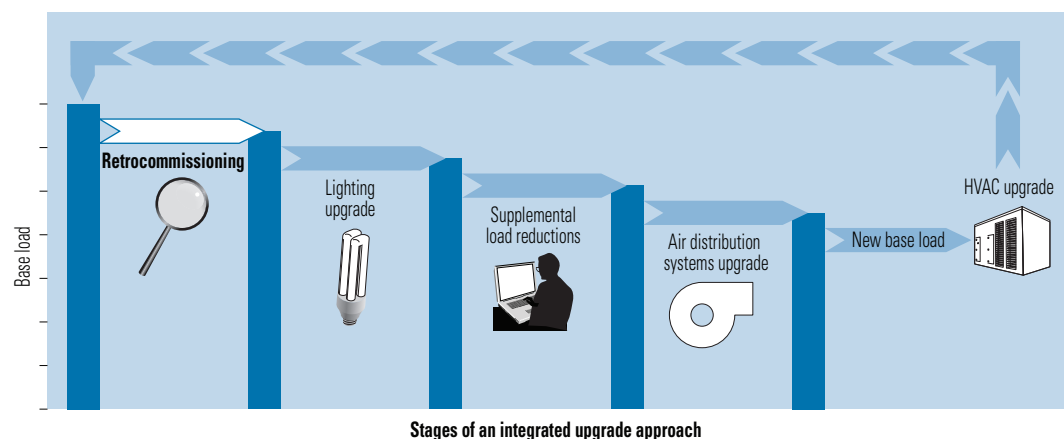 Retrocommissioning
Lighting
upgrade
Supplemental
load reductions
Air distribution
systems upgrade
New base load
HVAC upgrade
Base load
Stages of an integrated upgrade approach